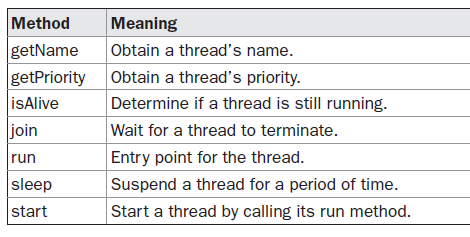 Method Meaning
getName Obtain a thread's name.
getPriority Obtain a thread's priority.
isAlive Determine if a thread is still running.
join Wait for a thread to terminate.
run Entry point for the thread.
sleep Suspend a thread for a period of time.
start Start a thread by calling its run method.